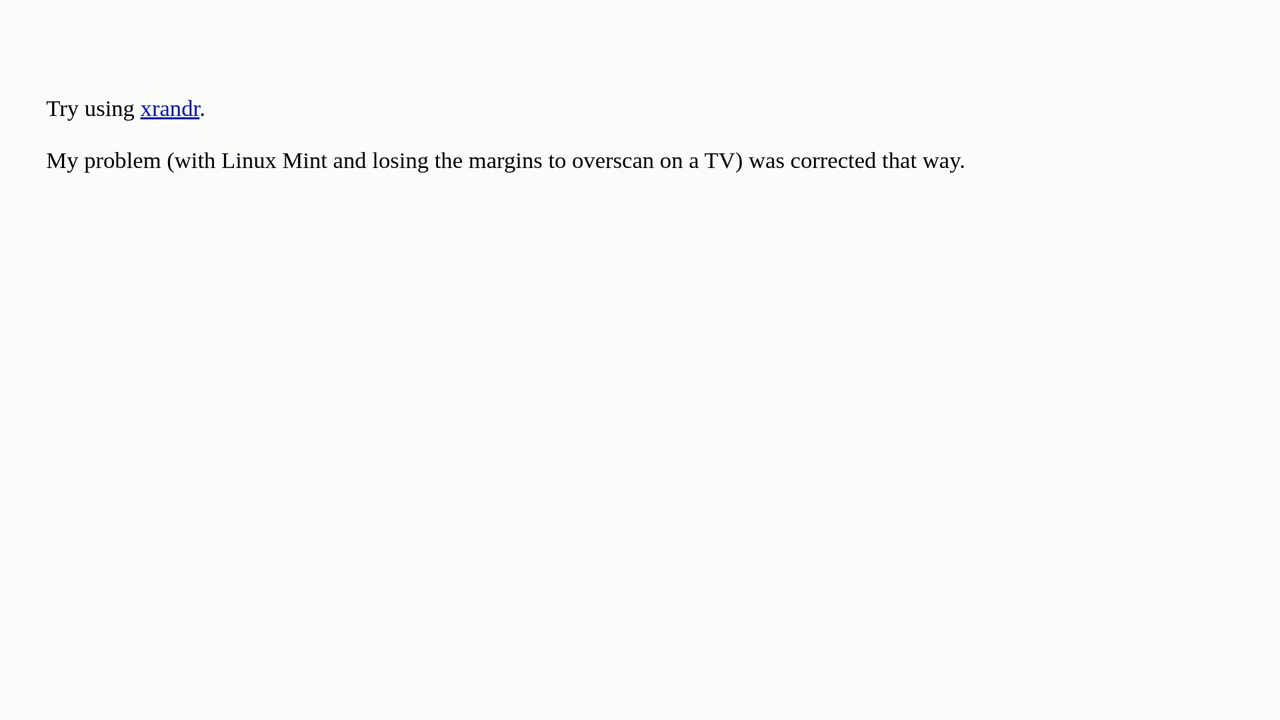 Try using xrandr.
My problem (with Linux Mint and losing the margins to overscan on a TV) was corrected that way.